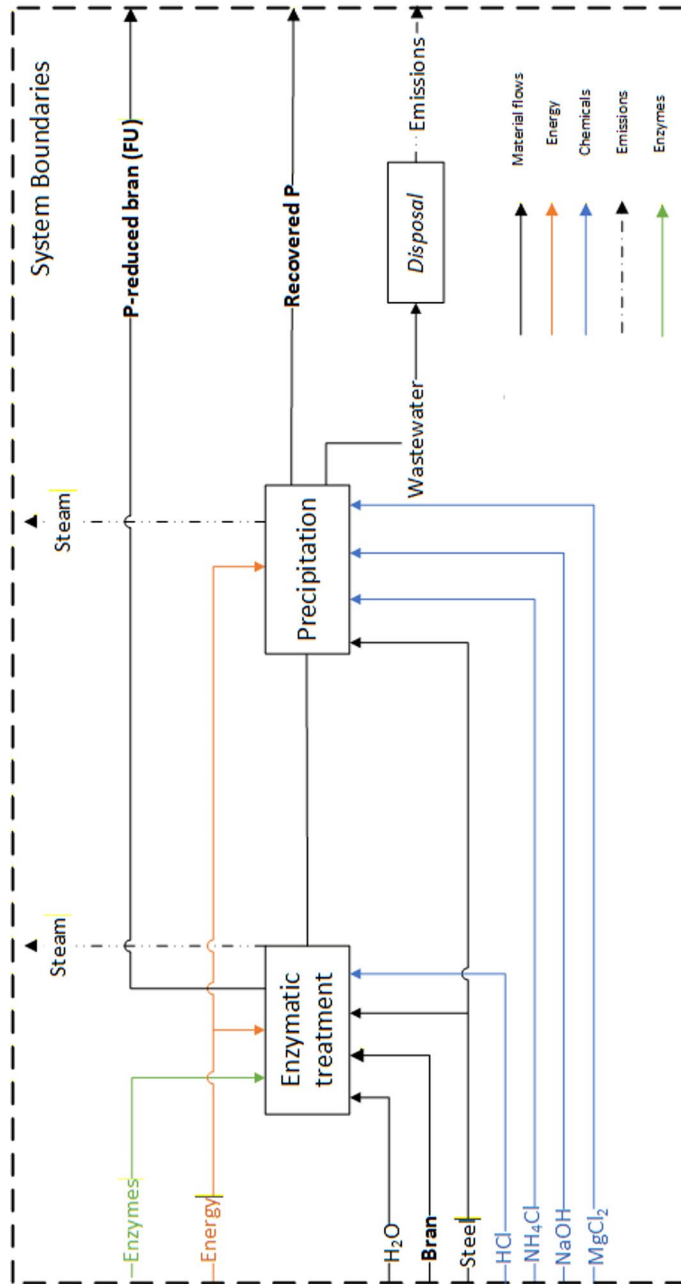 System Boundaries
Steam
Steam
P-reduced bran (FU)
Enzymes
Energy
Enzymatic
treatment
Precipitation
Recovered P
Wastewater
Disposal
Emissions
H₂O
Bran
Steel
HCl
NH₄Cl
NaOH
MgCl₂
Material flows
Energy
Chemicals
Emissions
Enzymes